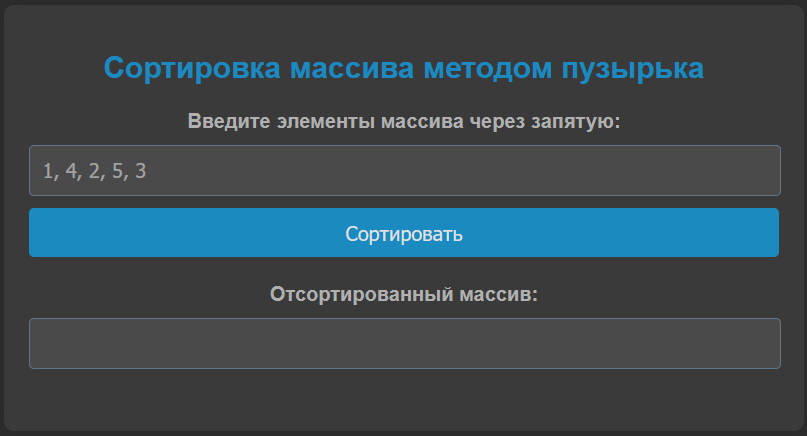 Сортировка массива методом пузырька
Введите элементы массива через запятую:
1, 4, 2, 5, 3
Сортировать
Отсортированный массив: